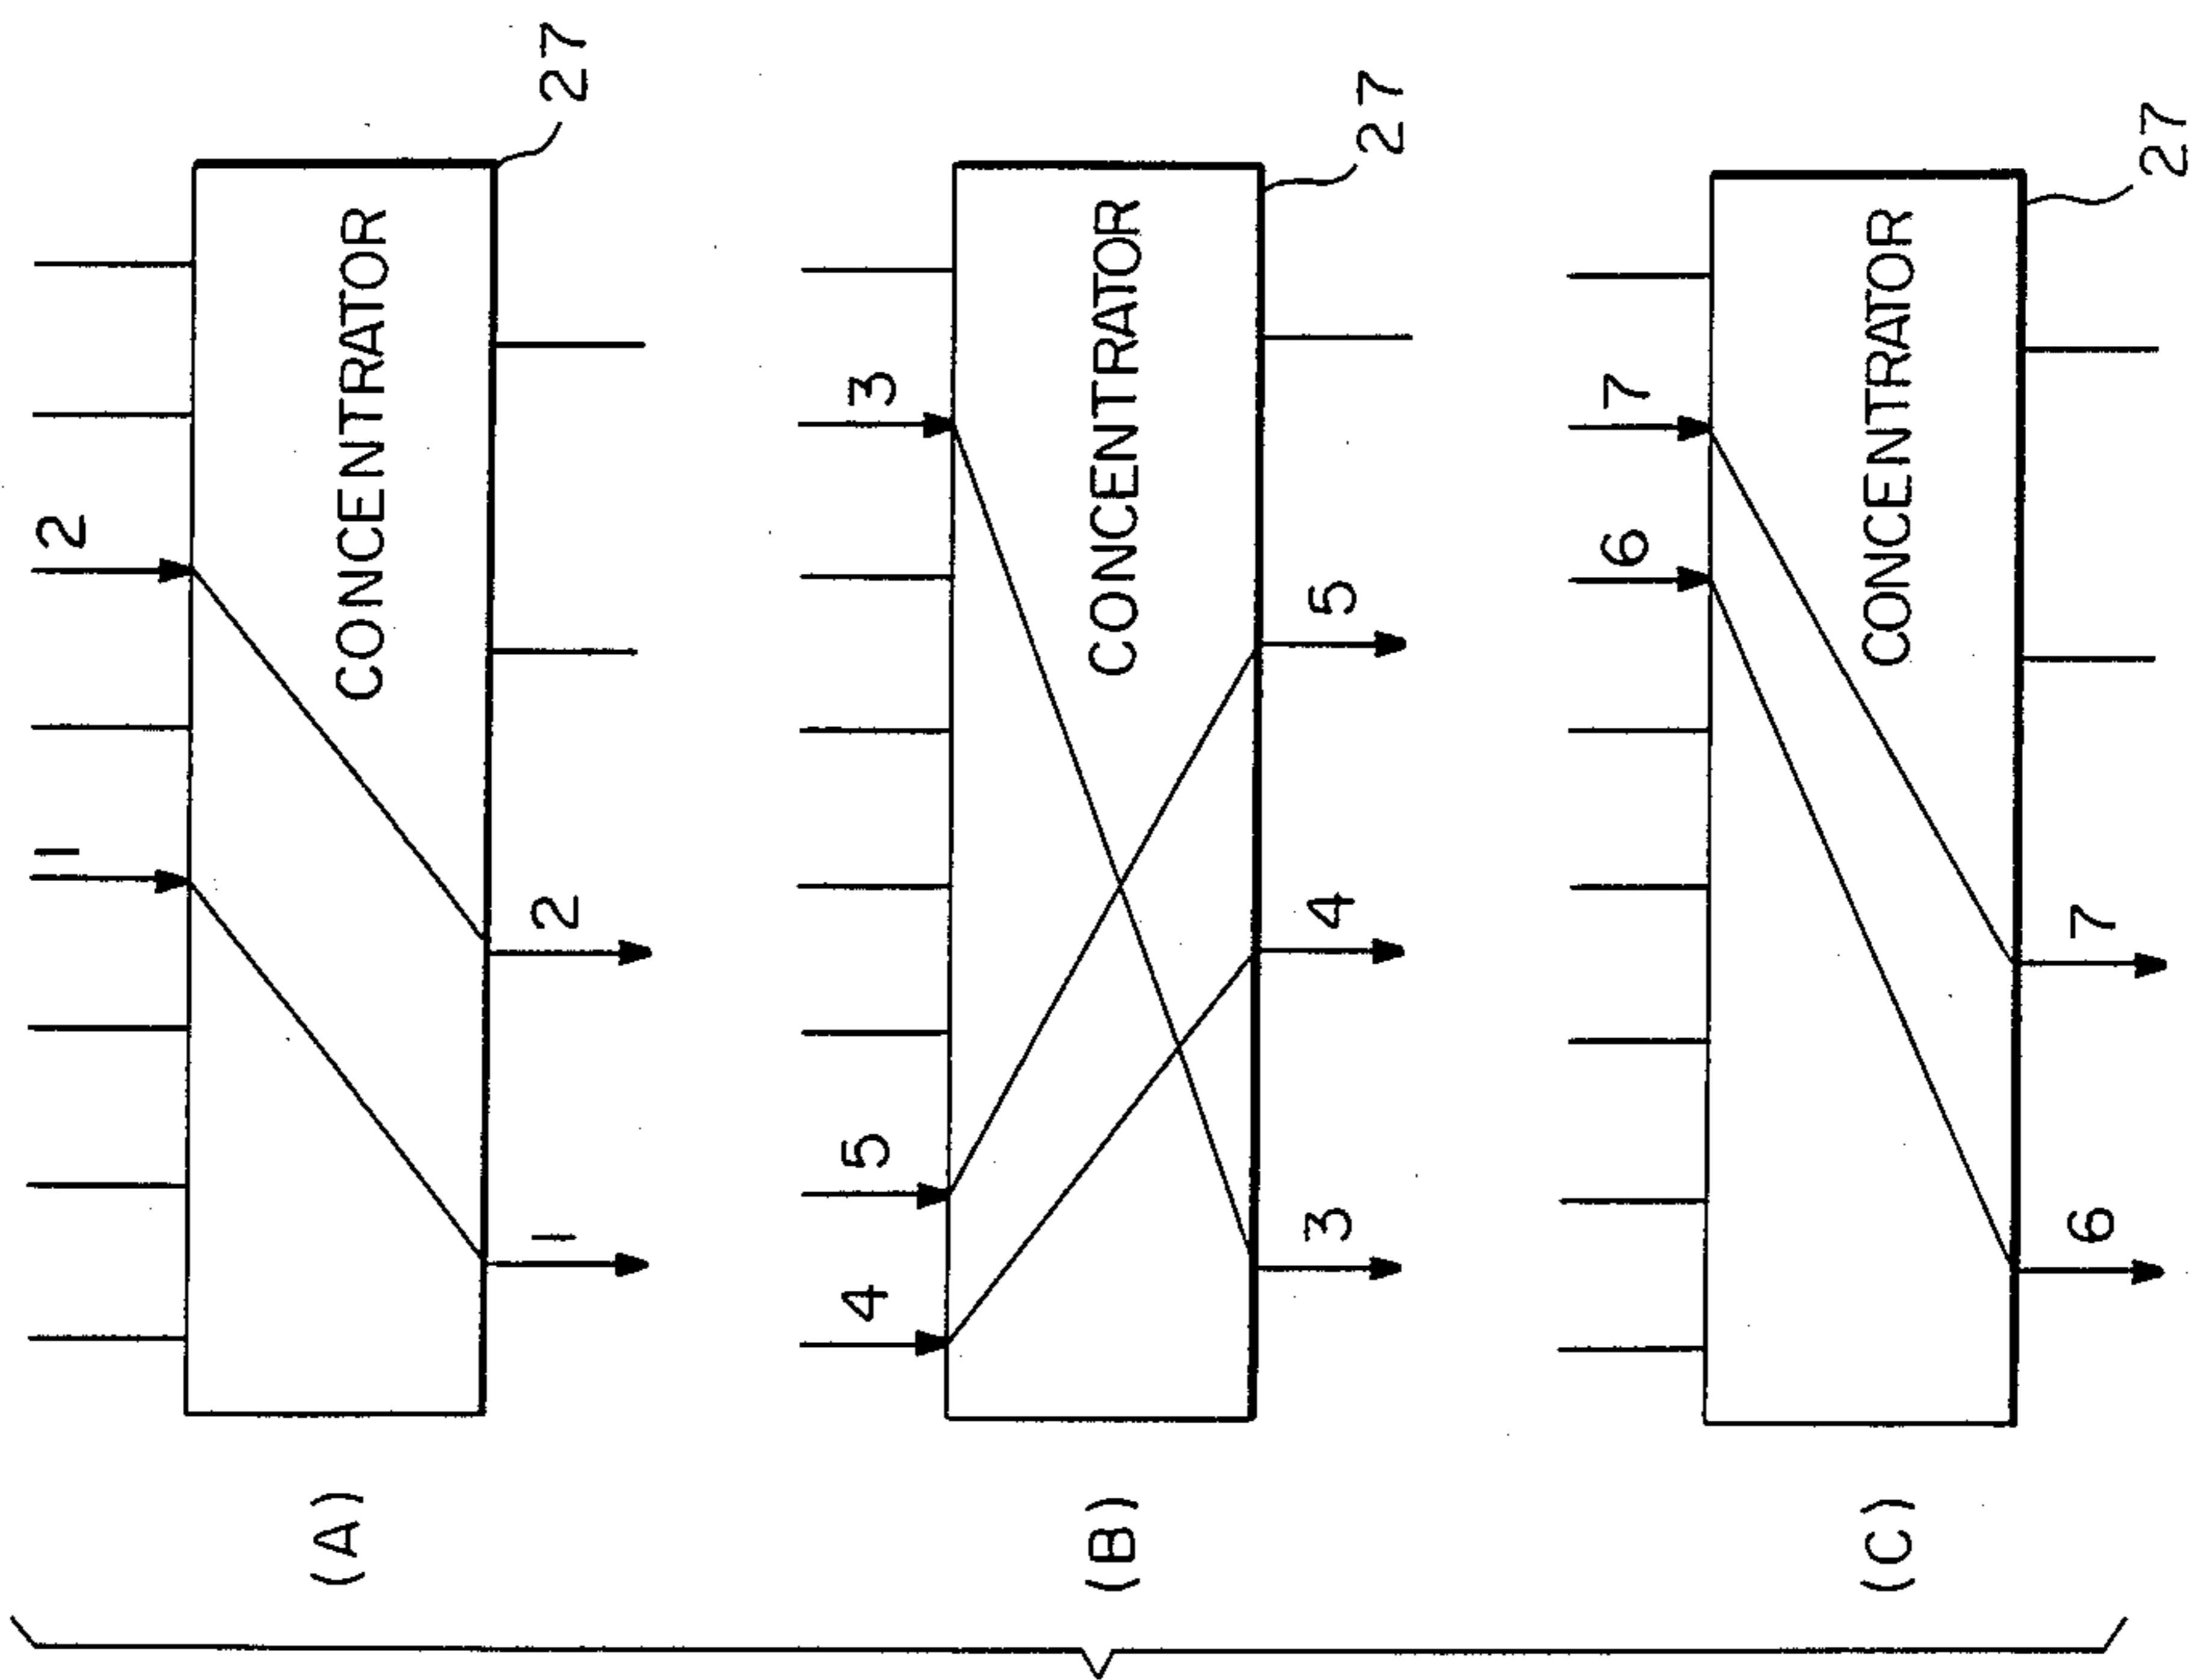 1 2
(A) CONCENTRATOR
1 2 27
4 5 3
(B) CONCENTRATOR
3 4 5 27
6 7
(C) CONCENTRATOR
6 7 27